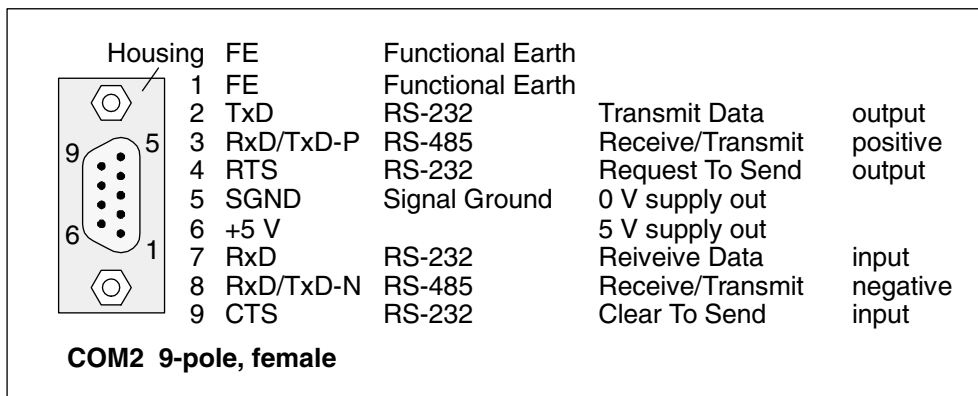 Housing FE Functional Earth
1 FE Functional Earth
2 TxD RS-232 Transmit Data output
5 3 RxD/TxD-P RS-485 Receive/Transmit positive
9 4 RTS RS-232 Request To Send output
5 SGND Signal Ground 0 V supply out
6 6 +5 V 5 V supply out
1 7 RxD RS-232 Reiveive Data input
8 RxD/TxD-N RS-485 Receive/Transmit negative
9 CTS RS-232 Clear To Send input
COM2 9-pole, female